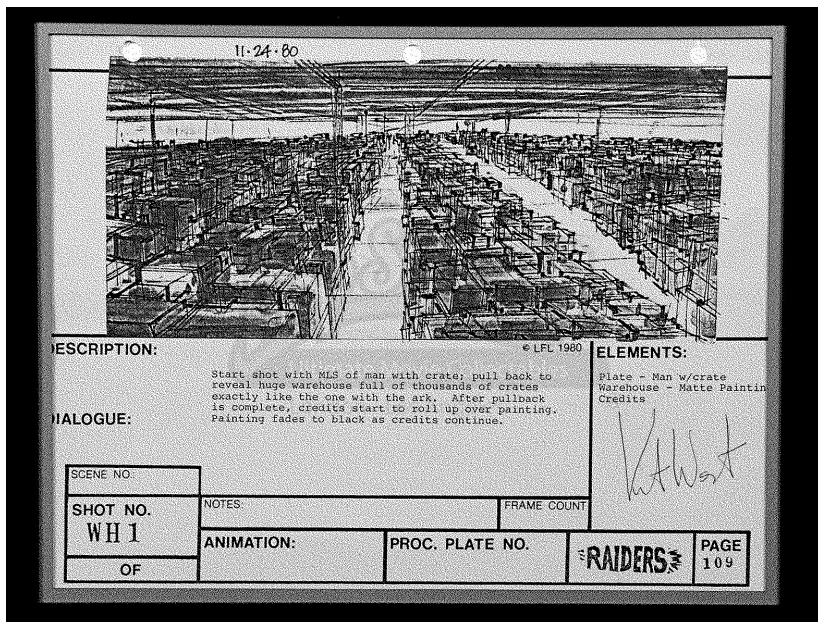 11·24·80
© LFL 1980
DESCRIPTION:
Start shot with MLS of man with crate; pull back to
reveal huge warehouse full of thousands of crates
exactly like the one with the ark. After pullback
is complete, credits start to roll up over painting.
Painting fades to black as credits continue.
DIALOGUE:
ELEMENTS:
Plate - Man w/crate
Warehouse - Matte Paintin
Credits
SCENE NO.
SHOT NO.
WH1
OF
NOTES:
FRAME COUNT
ANIMATION:
PROC. PLATE NO.
RAIDERS
PAGE
109